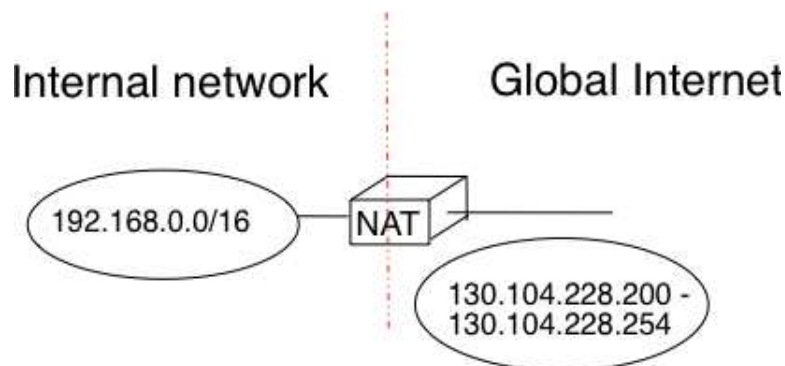 Internal network
Global Internet
192.168.0.0/16
NAT
130.104.228.200 -
130.104.228.254